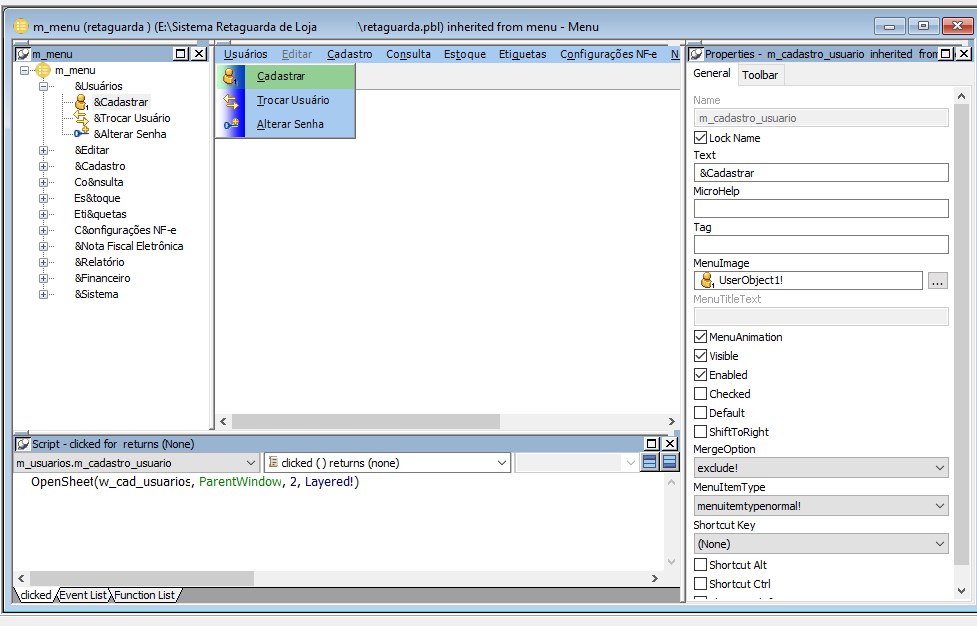 m_menu (retaguarda ) (E:\Sistema Retaguarda de Loja \retaguarda.pbl) inherited from menu - Menu
m_menu
m_menu
&Usuários
&Cadastrar
&Trocar Usuário
&Alterar Senha
&Editar
&Cadastro
Co&nsulta
Es&toque
Eti&quetas
C&onfigurações NF-e
&Nota Fiscal Eletrônica
&Relatório
&Financeiro
&Sistema
Usuários Editar Cadastro Consulta Estoque Etiquetas Configurações NF-e N
Cadastrar
Trocar Usuário
Alterar Senha
Properties - m_cadastro_usuario inherited from
General Toolbar
Name
m_cadastro_usuario
Lock Name
Text
&Cadastrar
MicroHelp
Tag
MenuImage
UserObject1!
...
MenuTitleText
MenuAnimation
Visible
Enabled
Checked
Default
ShiftToRight
MergeOption
exclude!
MenuItemType
menuitemtypenormal!
Shortcut Key
(None)
Shortcut Alt
Shortcut Ctrl
Script - clicked for returns (None)
m_usuarios.m_cadastro_usuario
clicked ( ) returns (none)
OpenSheet(w_cad_usuarios, ParentWindow, 2, Layered!)
clicked Event List Function List